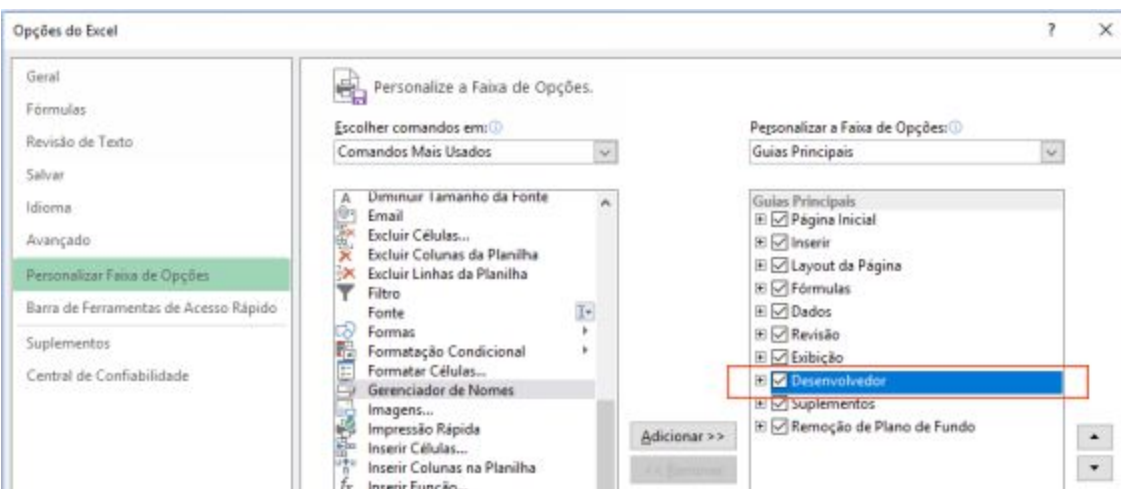 Opções do Excel
?
Geral
Fórmulas
Revisão de Texto
Salvar
Idioma
Avançado
Personalizar Faixa de Opções
Barra de Ferramentas de Acesso Rápido
Suplementos
Central de Confiabilidade
Personalize a Faixa de Opções.
Escolher comandos em:
Comandos Mais Usados
Diminuir Tamanho da Fonte
Email
Excluir Células...
Excluir Colunas da Planilha
Excluir Linhas da Planilha
Filtro
Fonte
Formas
Formatação Condicional
Formatar Células...
Gerenciador de Nomes
Imagens...
Impressão Rápida
Inserir Células...
Inserir Colunas na Planilha
Inserir Função...
Adicionar >>
<< Remover
Personalizar a Faixa de Opções:
Guias Principais
Guias Principais
Página Inicial
Inserir
Layout da Página
Fórmulas
Dados
Revisão
Exibição
Desenvolvedor
Suplementos
Remoção de Plano de Fundo